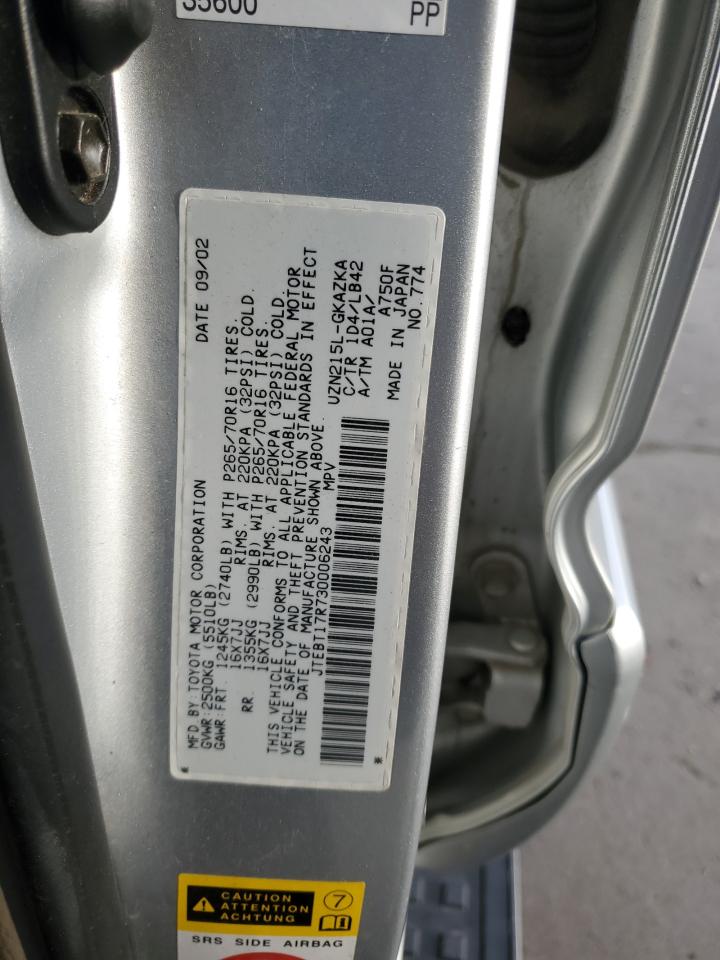 35600
PP
MFD BY: TOYOTA MOTOR CORPORATION DATE 09/02
GVWR: 2500KG (5510LB)
GAWR: FRT. 1245KG (2740LB) WITH P265/70R16 TIRES.
16X7JJ RIMS. AT 220KPA (32PSI) COLD.
RR. 1355KG (2990LB) WITH P265/70R16 TIRES.
16X7JJ RIMS. AT 220KPA (32PSI) COLD.
THIS VEHICLE CONFORMS TO ALL APPLICABLE FEDERAL MOTOR
VEHICLE SAFETY AND THEFT PREVENTION STANDARDS IN EFFECT
ON THE DATE OF MANUFACTURE SHOWN ABOVE.
JTEBT17R730006243 MPV
UZN215L-GKAZKA
C/TR 1D4/LB42
A/TM A01A/
A750F
MADE IN JAPAN
NO. 774
CAUTION
ATTENTION
ACHTUNG
7
SRS SIDE AIRBAG